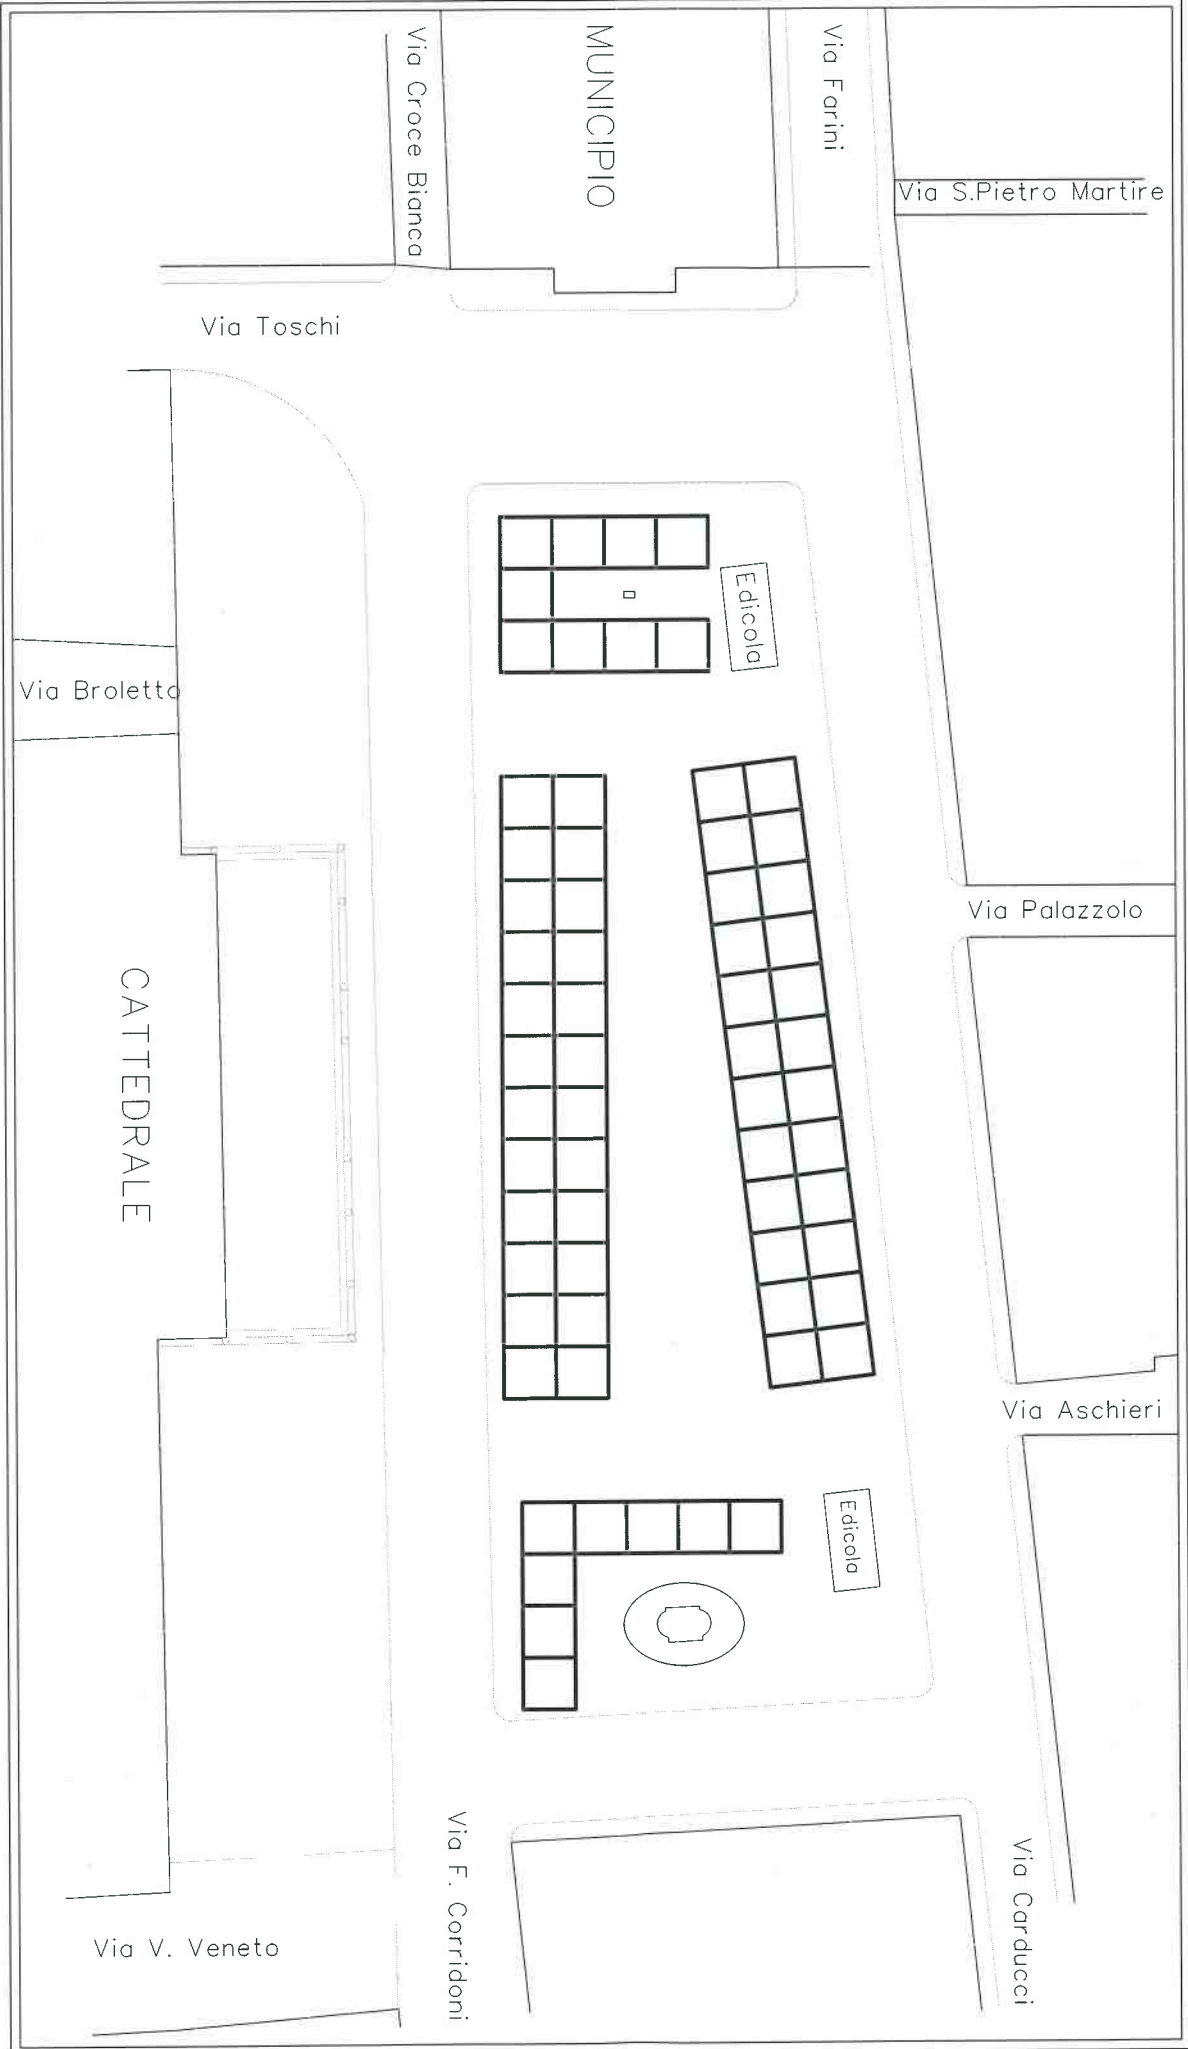 Via Croce Bianca
MUNICIPIO
Via Farini
Via S.Pietro Martire
Via Toschi
Edicola
Via Broletto
Via Palazzolo
CATTEDRALE
Via Aschieri
Edicola
Via F. Corridoni
Via Carducci
Via V. Veneto